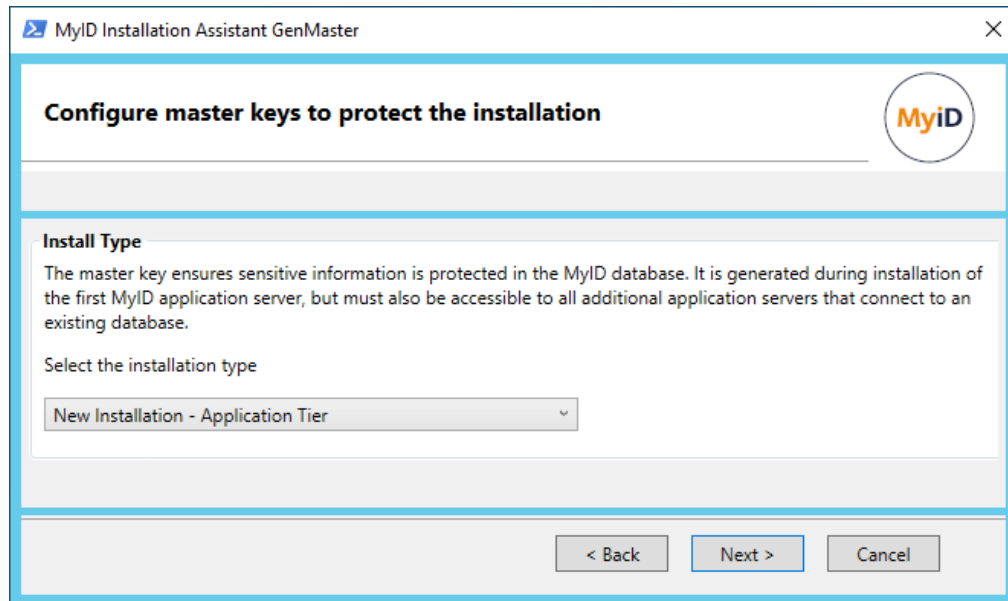 MyID Installation Assistant GenMaster
Configure master keys to protect the installation
MyiD
Install Type
The master key ensures sensitive information is protected in the MyID database. It is generated during installation of
the first MyID application server, but must also be accessible to all additional application servers that connect to an
existing database.
Select the installation type
New Installation - Application Tier
< Back Next > Cancel